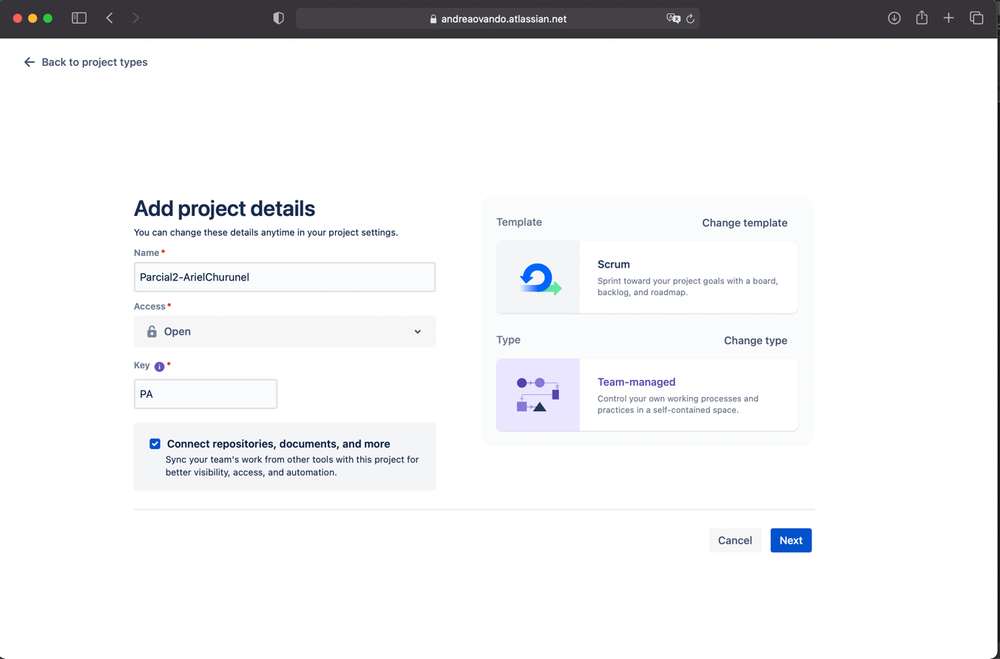 andreaovando.atlassian.net
Back to project types
Add project details
You can change these details anytime in your project settings.
Name*
Parcial2-ArielChurunel
Access*
Open
Key i *
PA
Connect repositories, documents, and more
Sync your team's work from other tools with this project for
better visibility, access, and automation.
Template
Change template
Scrum
Sprint toward your project goals with a board,
backlog, and roadmap.
Type
Change type
Team-managed
Control your own working processes and
practices in a self-contained space.
Cancel
Next